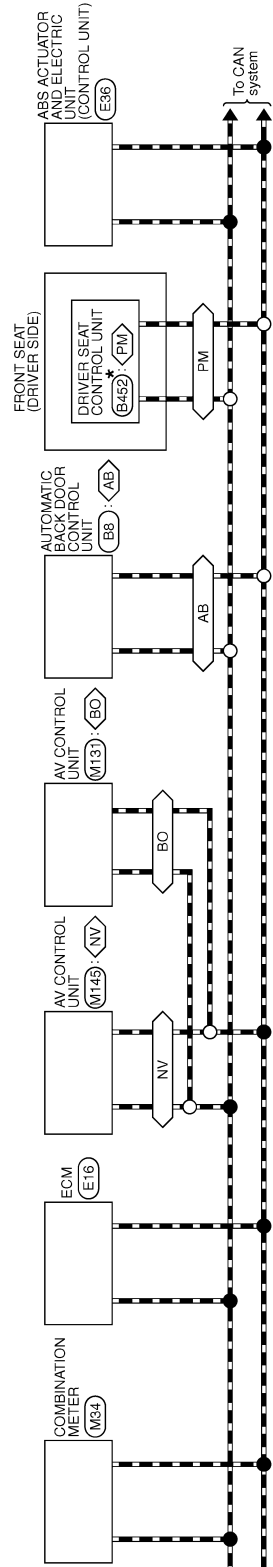 COMBINATION
METER
M34
ECM
E16
AV CONTROL
UNIT
M145 : NV
NV
AV CONTROL
UNIT
M131 : BO
BO
AUTOMATIC
BACK DOOR
CONTROL
UNIT
B8 : AB
AB
FRONT SEAT
(DRIVER SIDE)
DRIVER SEAT
CONTROL UNIT
*
B452 : PM
PM
ABS ACTUATOR
AND ELECTRIC
UNIT
(CONTROL UNIT)
E36
To CAN
system